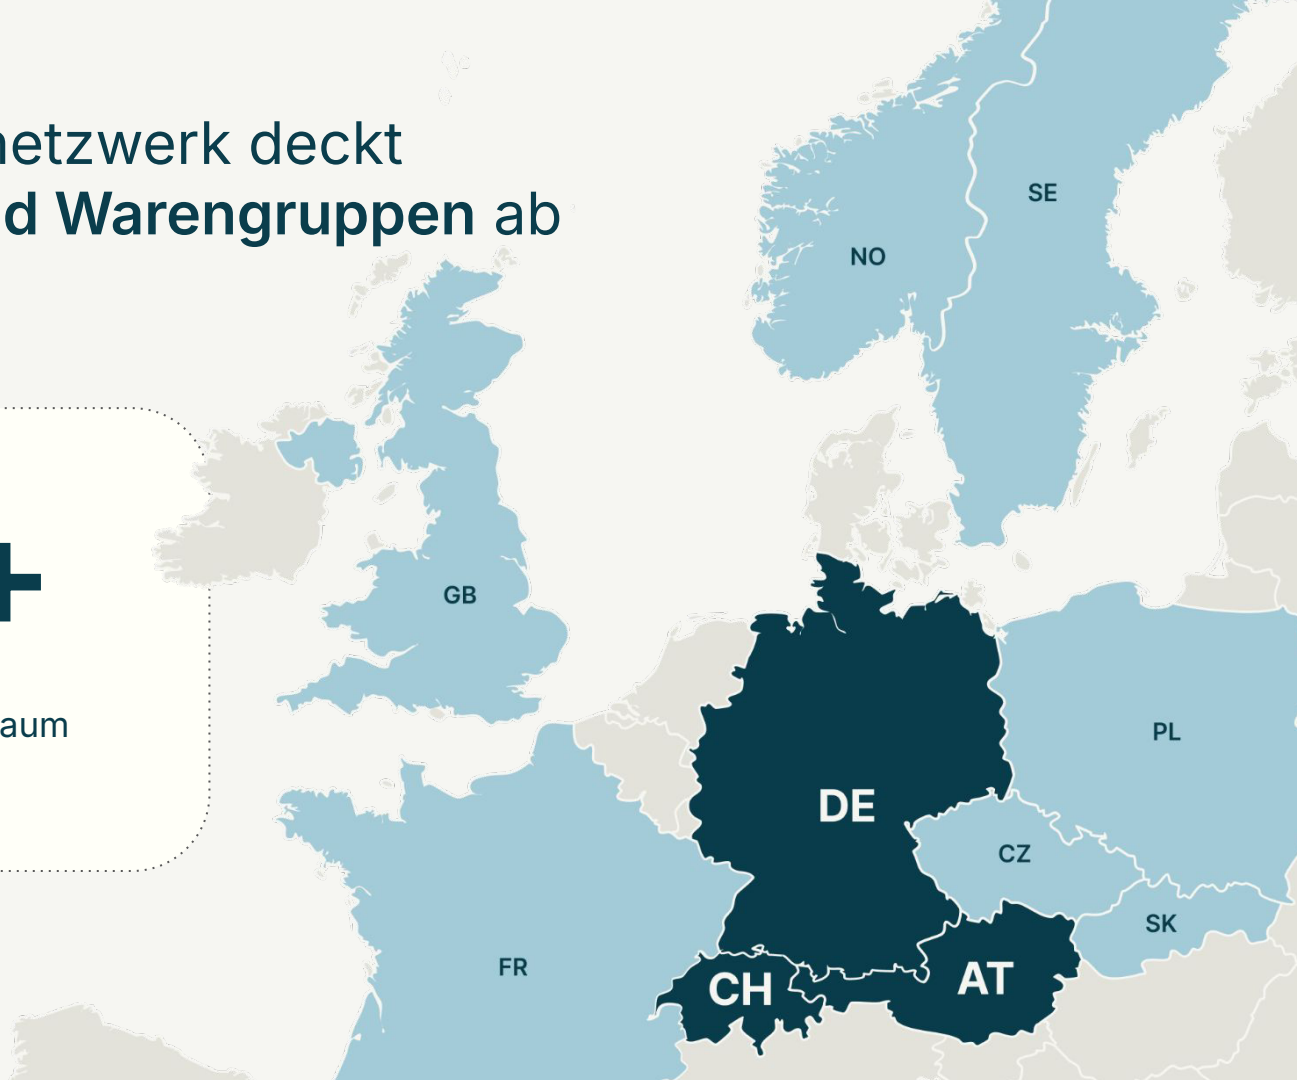 netzwerk deckt
d Warengruppen ab
SE
NO
+
GB
aum
PL
DE
CZ
SK
FR
CH
AT